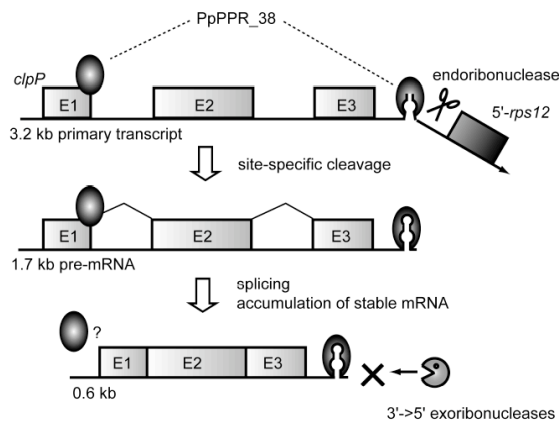 PpPPR_38
clpP
endoribonuclease
E1
E2
E3
5'-rps12
3.2 kb primary transcript
site-specific cleavage
E1
E2
E3
1.7 kb pre-mRNA
splicing
accumulation of stable mRNA
?
E1
E2
E3
0.6 kb
3'->5' exoribonucleases